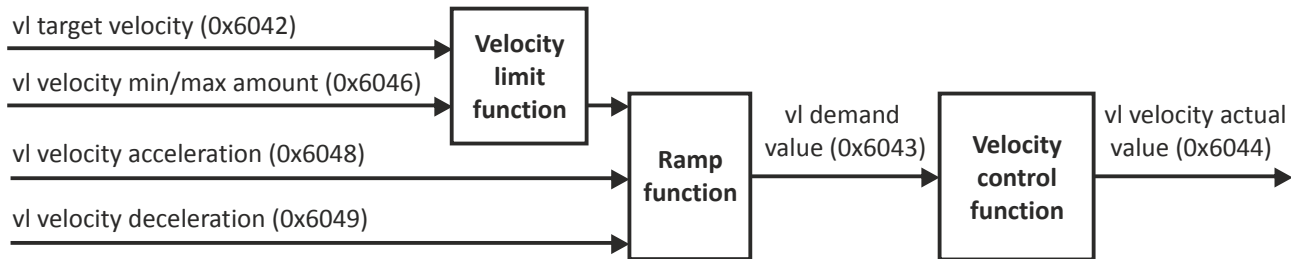 vl target velocity (0x6042)
vl velocity min/max amount (0x6046)
Velocity
limit
function
vl velocity acceleration (0x6048)
vl velocity deceleration (0x6049)
Ramp
function
vl demand
value (0x6043)
Velocity
control
function
vl velocity actual
value (0x6044)